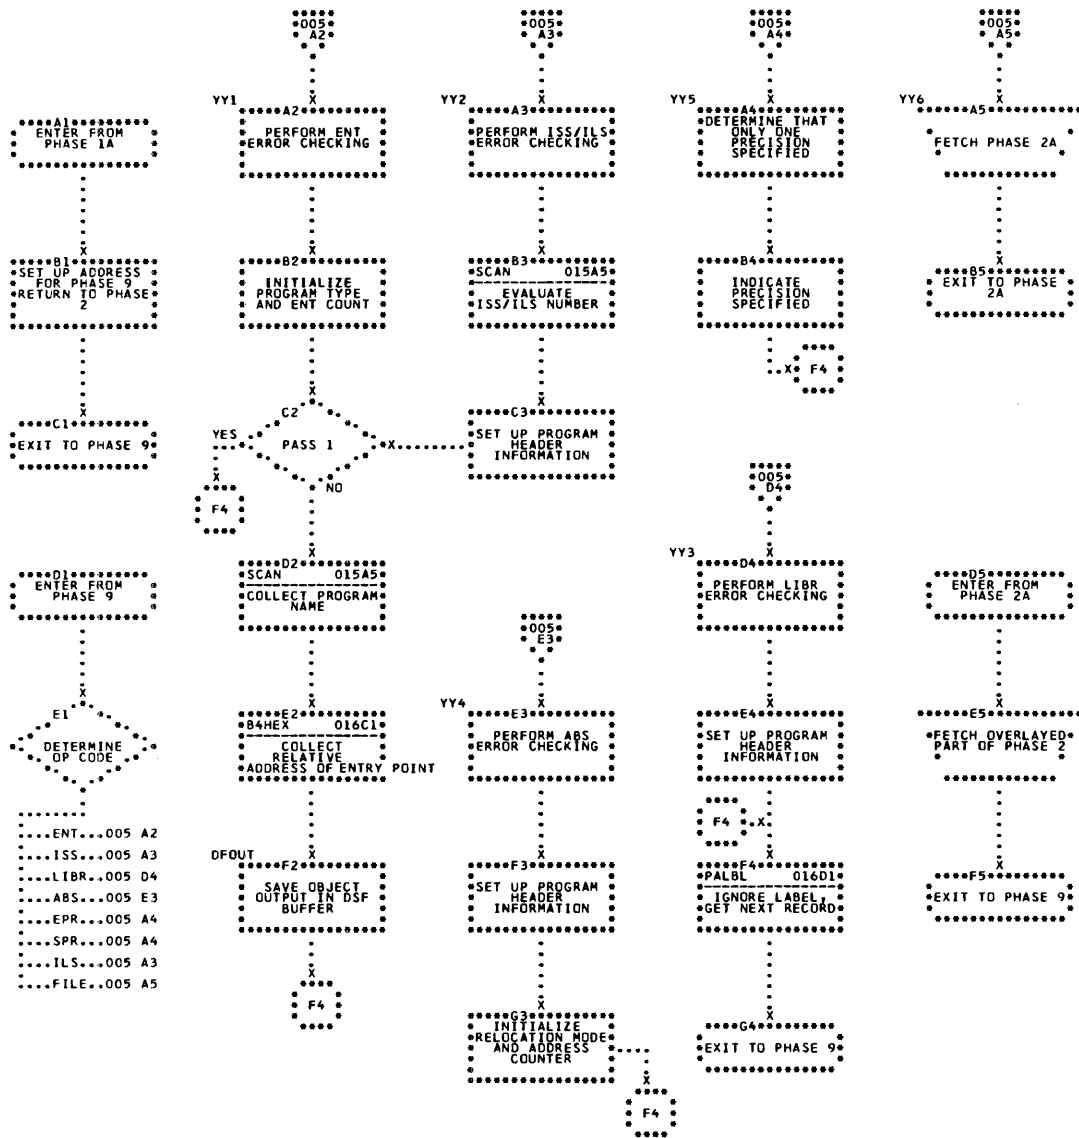 005
A2
005
A3
005
A4
005
A5
A1
ENTER FROM
PHASE 1A
B1
SET UP ADDRESS
FOR PHASE 9
RETURN TO PHASE
2
C1
EXIT TO PHASE 9
D1
ENTER FROM
PHASE 9
E1
DETERMINE
OP CODE
ENT...005 A2
ISS...005 A3
LIBR..005 D4
ABS...005 E3
EPR...005 A4
SPR...005 A4
ILS...005 A3
FILE..005 A5
YY1
A2
PERFORM ENT
ERROR CHECKING
B2
INITIALIZE
PROGRAM TYPE
AND ENT COUNT
C2
YES
PASS 1
NO
F4
D2
SCAN 015A5
COLLECT PROGRAM
NAME
E2
B4HEX 016C1
COLLECT
RELATIVE
ADDRESS OF ENTRY POINT
DFOUT
F2
SAVE OBJECT
OUTPUT IN DSF
BUFFER
F4
YY2
A3
PERFORM ISS/ILS
ERROR CHECKING
B3
SCAN 015A5
EVALUATE
ISS/ILS NUMBER
C3
SET UP PROGRAM
HEADER
INFORMATION
005
E3
YY4
E3
PERFORM ABS
ERROR CHECKING
F3
SET UP PROGRAM
HEADER
INFORMATION
G3
INITIALIZE
RELOCATION MODE
AND ADDRESS
COUNTER
F4
YY5
A4
DETERMINE THAT
ONLY ONE
PRECISION
SPECIFIED
B4
INDICATE
PRECISION
SPECIFIED
F4
005
D4
YY3
D4
PERFORM LIBR
ERROR CHECKING
E4
SET UP PROGRAM
HEADER
INFORMATION
F4
F4
PALBL 016D1
IGNORE LABEL,
GET NEXT RECORD
G4
EXIT TO PHASE 9
YY6
A5
FETCH PHASE 2A
B5
EXIT TO PHASE
2A
D5
ENTER FROM
PHASE 2A
E5
FETCH OVERLAYED
PART OF PHASE 2
F5
EXIT TO PHASE 9